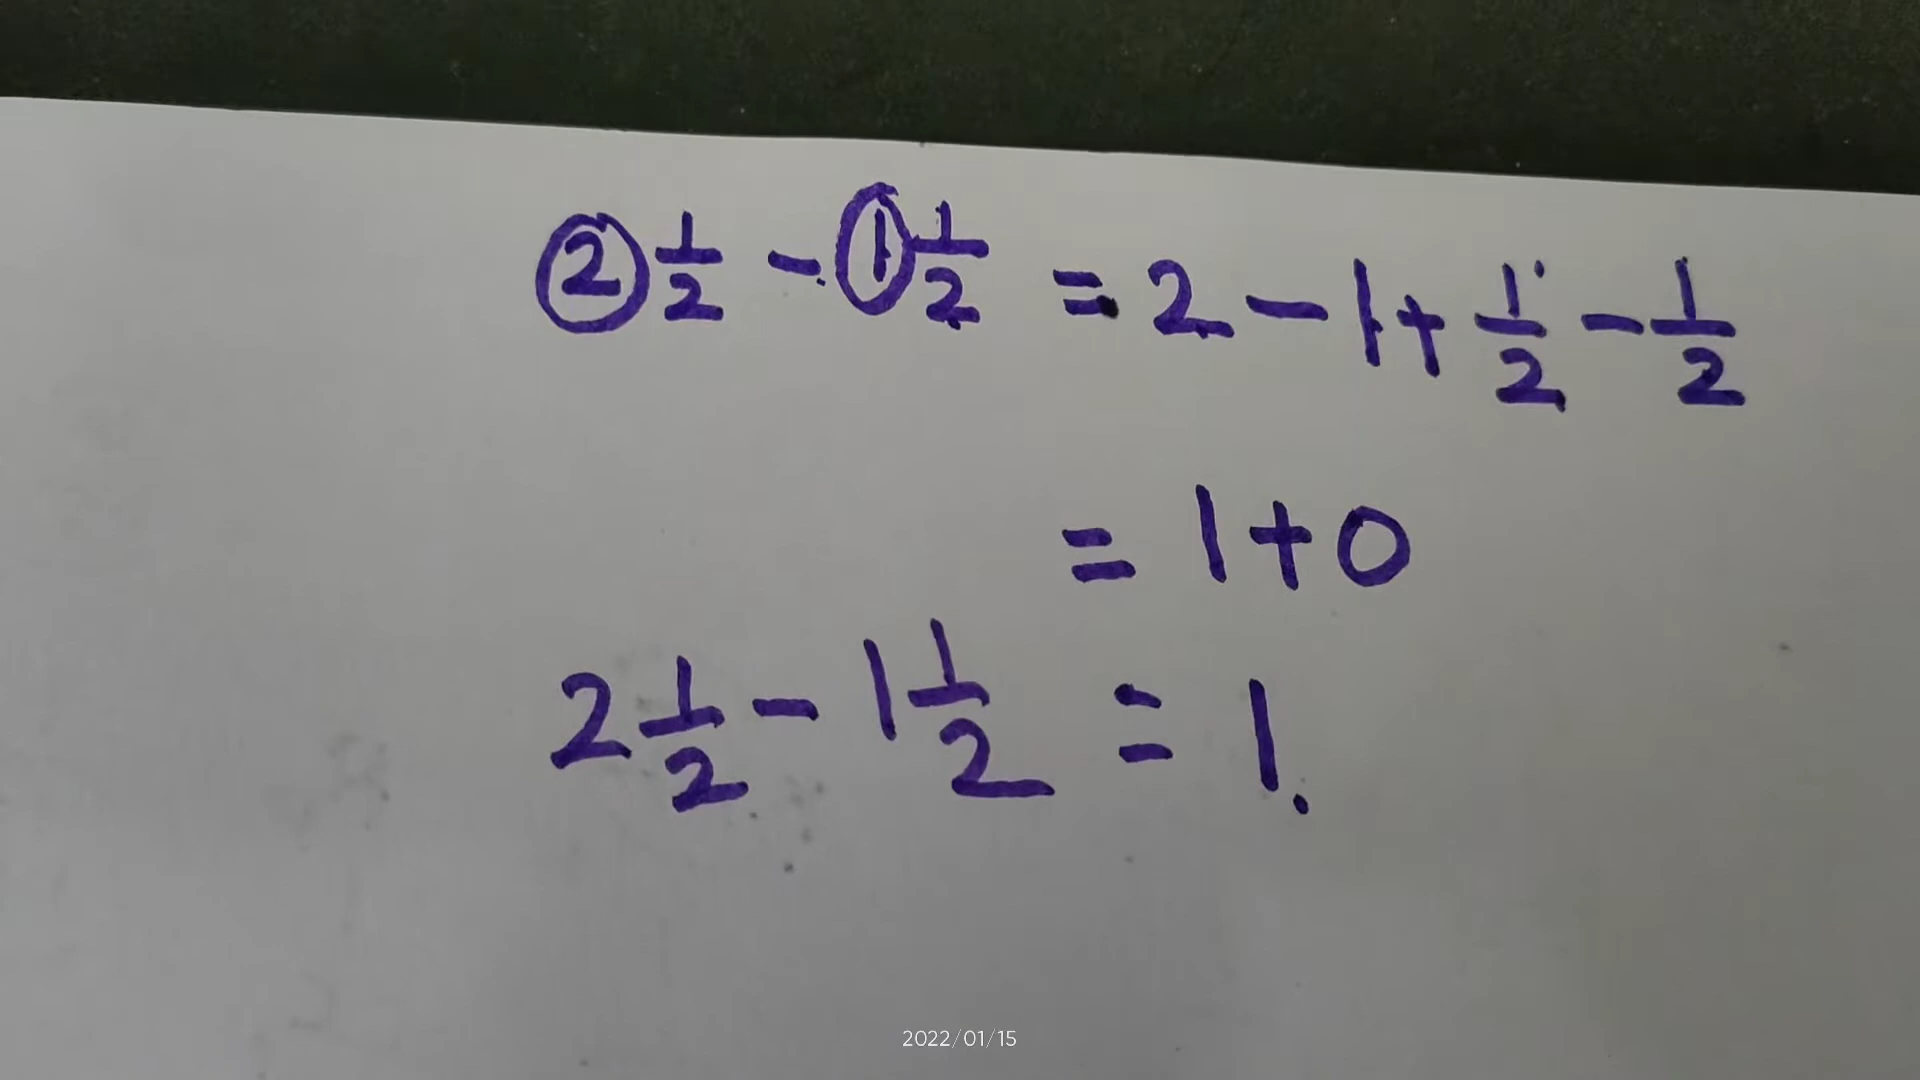 2 1/2 - 1 1/2 = 2 - 1 + 1/2 - 1/2
= 1 + 0
2 1/2 - 1 1/2 = 1.
2022/01/15